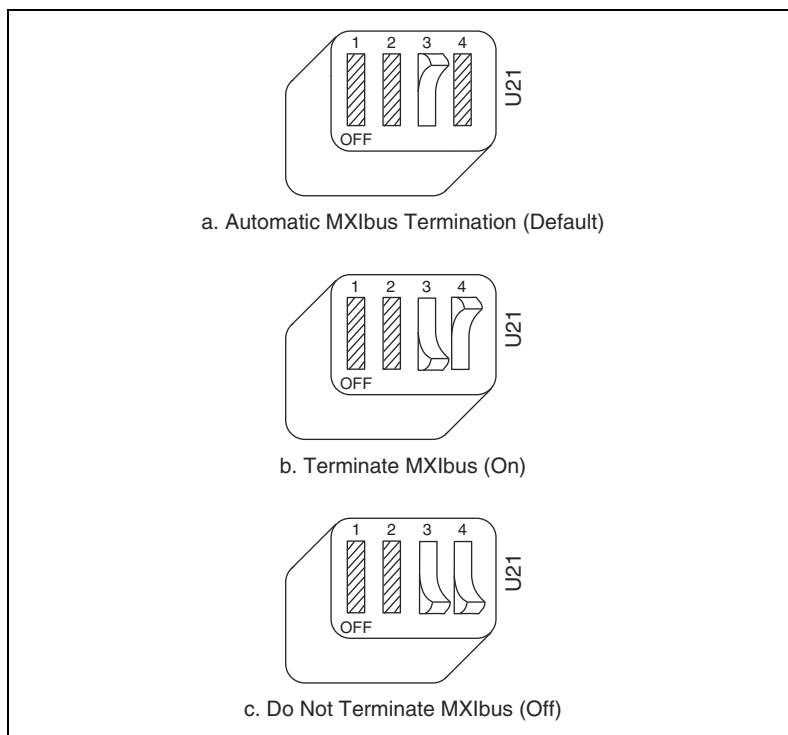 1 2 3 4
OFF
U21
a. Automatic MXIbus Termination (Default)
1 2 3 4
OFF
U21
b. Terminate MXIbus (On)
1 2 3 4
OFF
U21
c. Do Not Terminate MXIbus (Off)